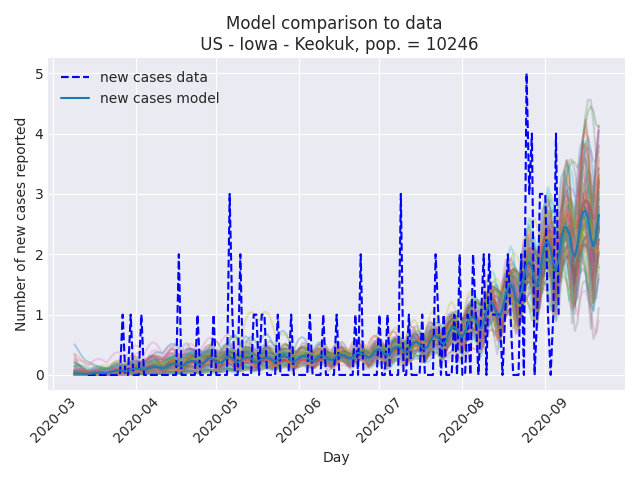 Model comparison to data
US - Iowa - Keokuk, pop. = 10246
new cases data
new cases model
Number of new cases reported
5
4
3
2
1
0
2020-03
2020-04
2020-05
2020-06
2020-07
2020-08
2020-09
Day